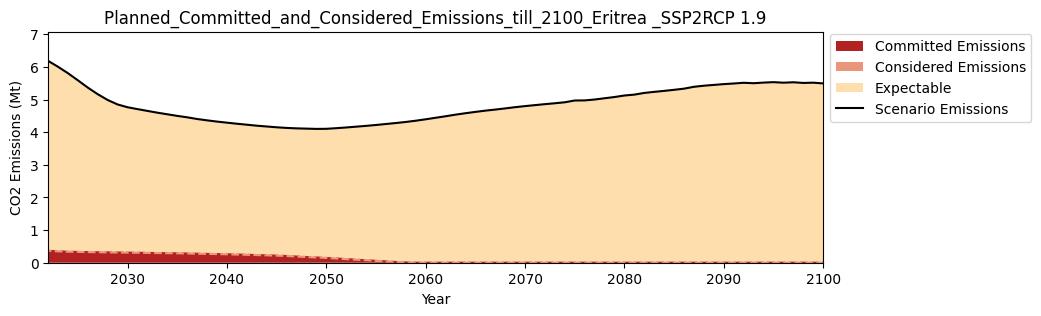 Planned_Committed_and_Considered_Emissions_till_2100_Eritrea _SSP2RCP 1.9
7
6
5
4
3
2
1
0
CO2 Emissions (Mt)
2030 2040 2050 2060 2070 2080 2090 2100
Year
Committed Emissions
Considered Emissions
Expectable
Scenario Emissions